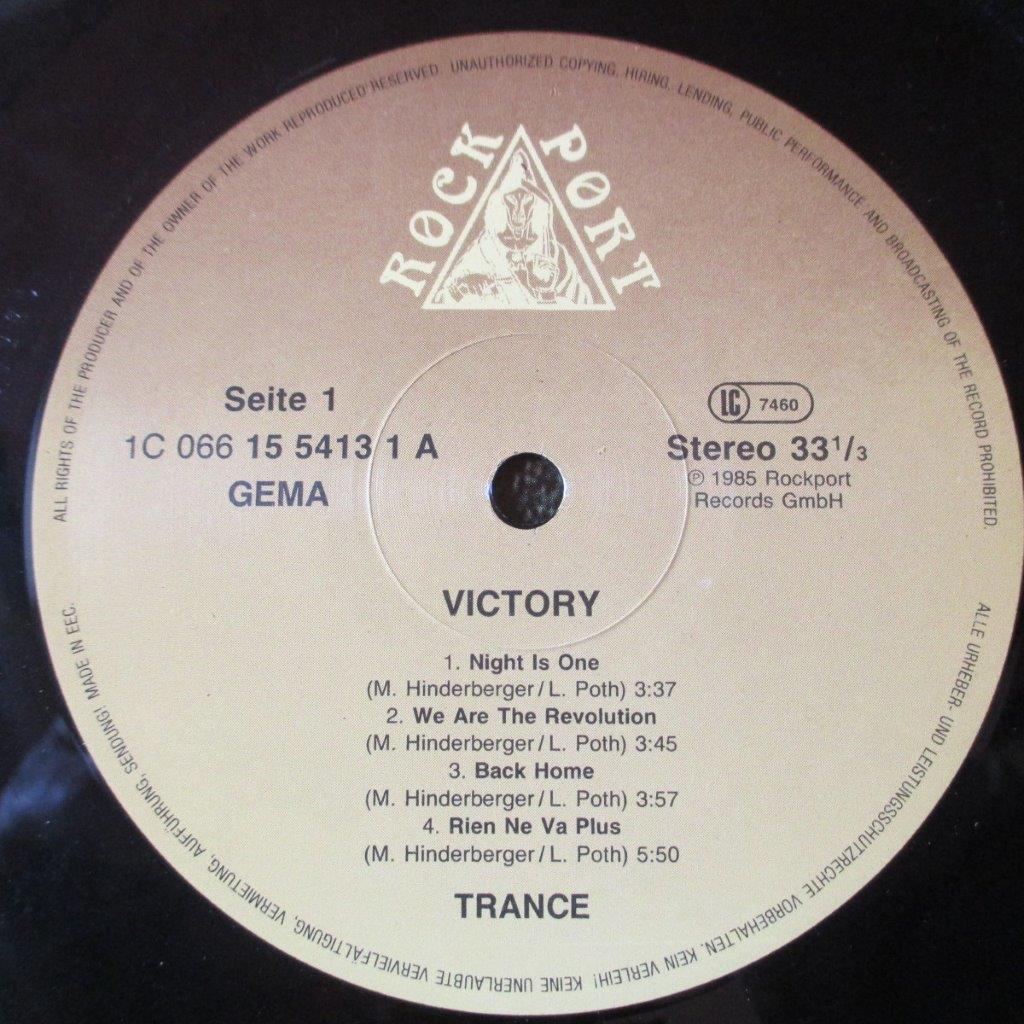 ALL RIGHTS OF THE PRODUCER AND OF THE OWNER OF THE WORK REPRODUCED RESERVED. UNAUTHORIZED COPYING, HIRING, LENDING, PUBLIC PERFORMANCE AND BROADCASTING OF THE RECORD PROHIBITED.
ROCK PORT
Seite 1
1C 066 15 5413 1 A
GEMA
LC 7460
Stereo 33 1/3
℗ 1985 Rockport
Records GmbH
VICTORY
1. Night Is One
(M. Hinderberger/L. Poth) 3:37
2. We Are The Revolution
(M. Hinderberger/L. Poth) 3:45
3. Back Home
(M. Hinderberger/L. Poth) 3:57
4. Rien Ne Va Plus
(M. Hinderberger/L. Poth) 5:50
TRANCE
ALLE URHEBER- UND LEISTUNGSSCHUTZRECHTE VORBEHALTEN. KEIN VERLEIH! KEINE UNERLAUBTE VERVIELFÄLTIGUNG, VERMIETUNG, AUFFÜHRUNG, SENDUNG! MADE IN EEC.